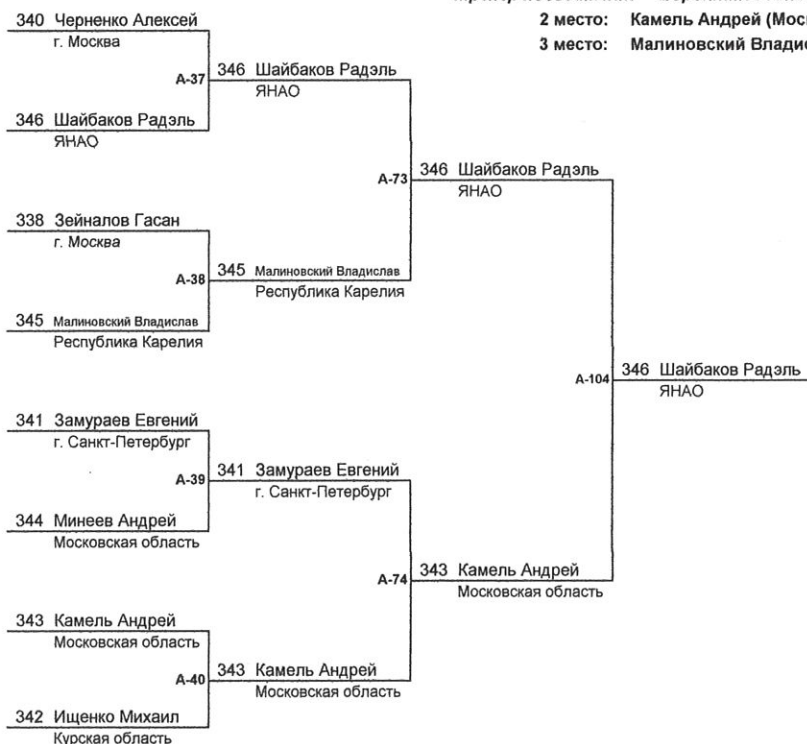 2 место: Камель Андрей (Моск
3 место: Малиновский Владис
340 Черненко Алексей
г. Москва
А-37
346 Шайбаков Радэль
ЯНАО
346 Шайбаков Радэль
ЯНАО
А-73
346 Шайбаков Радэль
ЯНАО
338 Зейналов Гасан
г. Москва
А-38
345 Малиновский Владислав
Республика Карелия
345 Малиновский Владислав
Республика Карелия
А-104
346 Шайбаков Радэль
ЯНАО
341 Замураев Евгений
г. Санкт-Петербург
А-39
341 Замураев Евгений
г. Санкт-Петербург
344 Минеев Андрей
Московская область
А-74
343 Камель Андрей
Московская область
343 Камель Андрей
Московская область
А-40
343 Камель Андрей
Московская область
342 Ищенко Михаил
Курская область